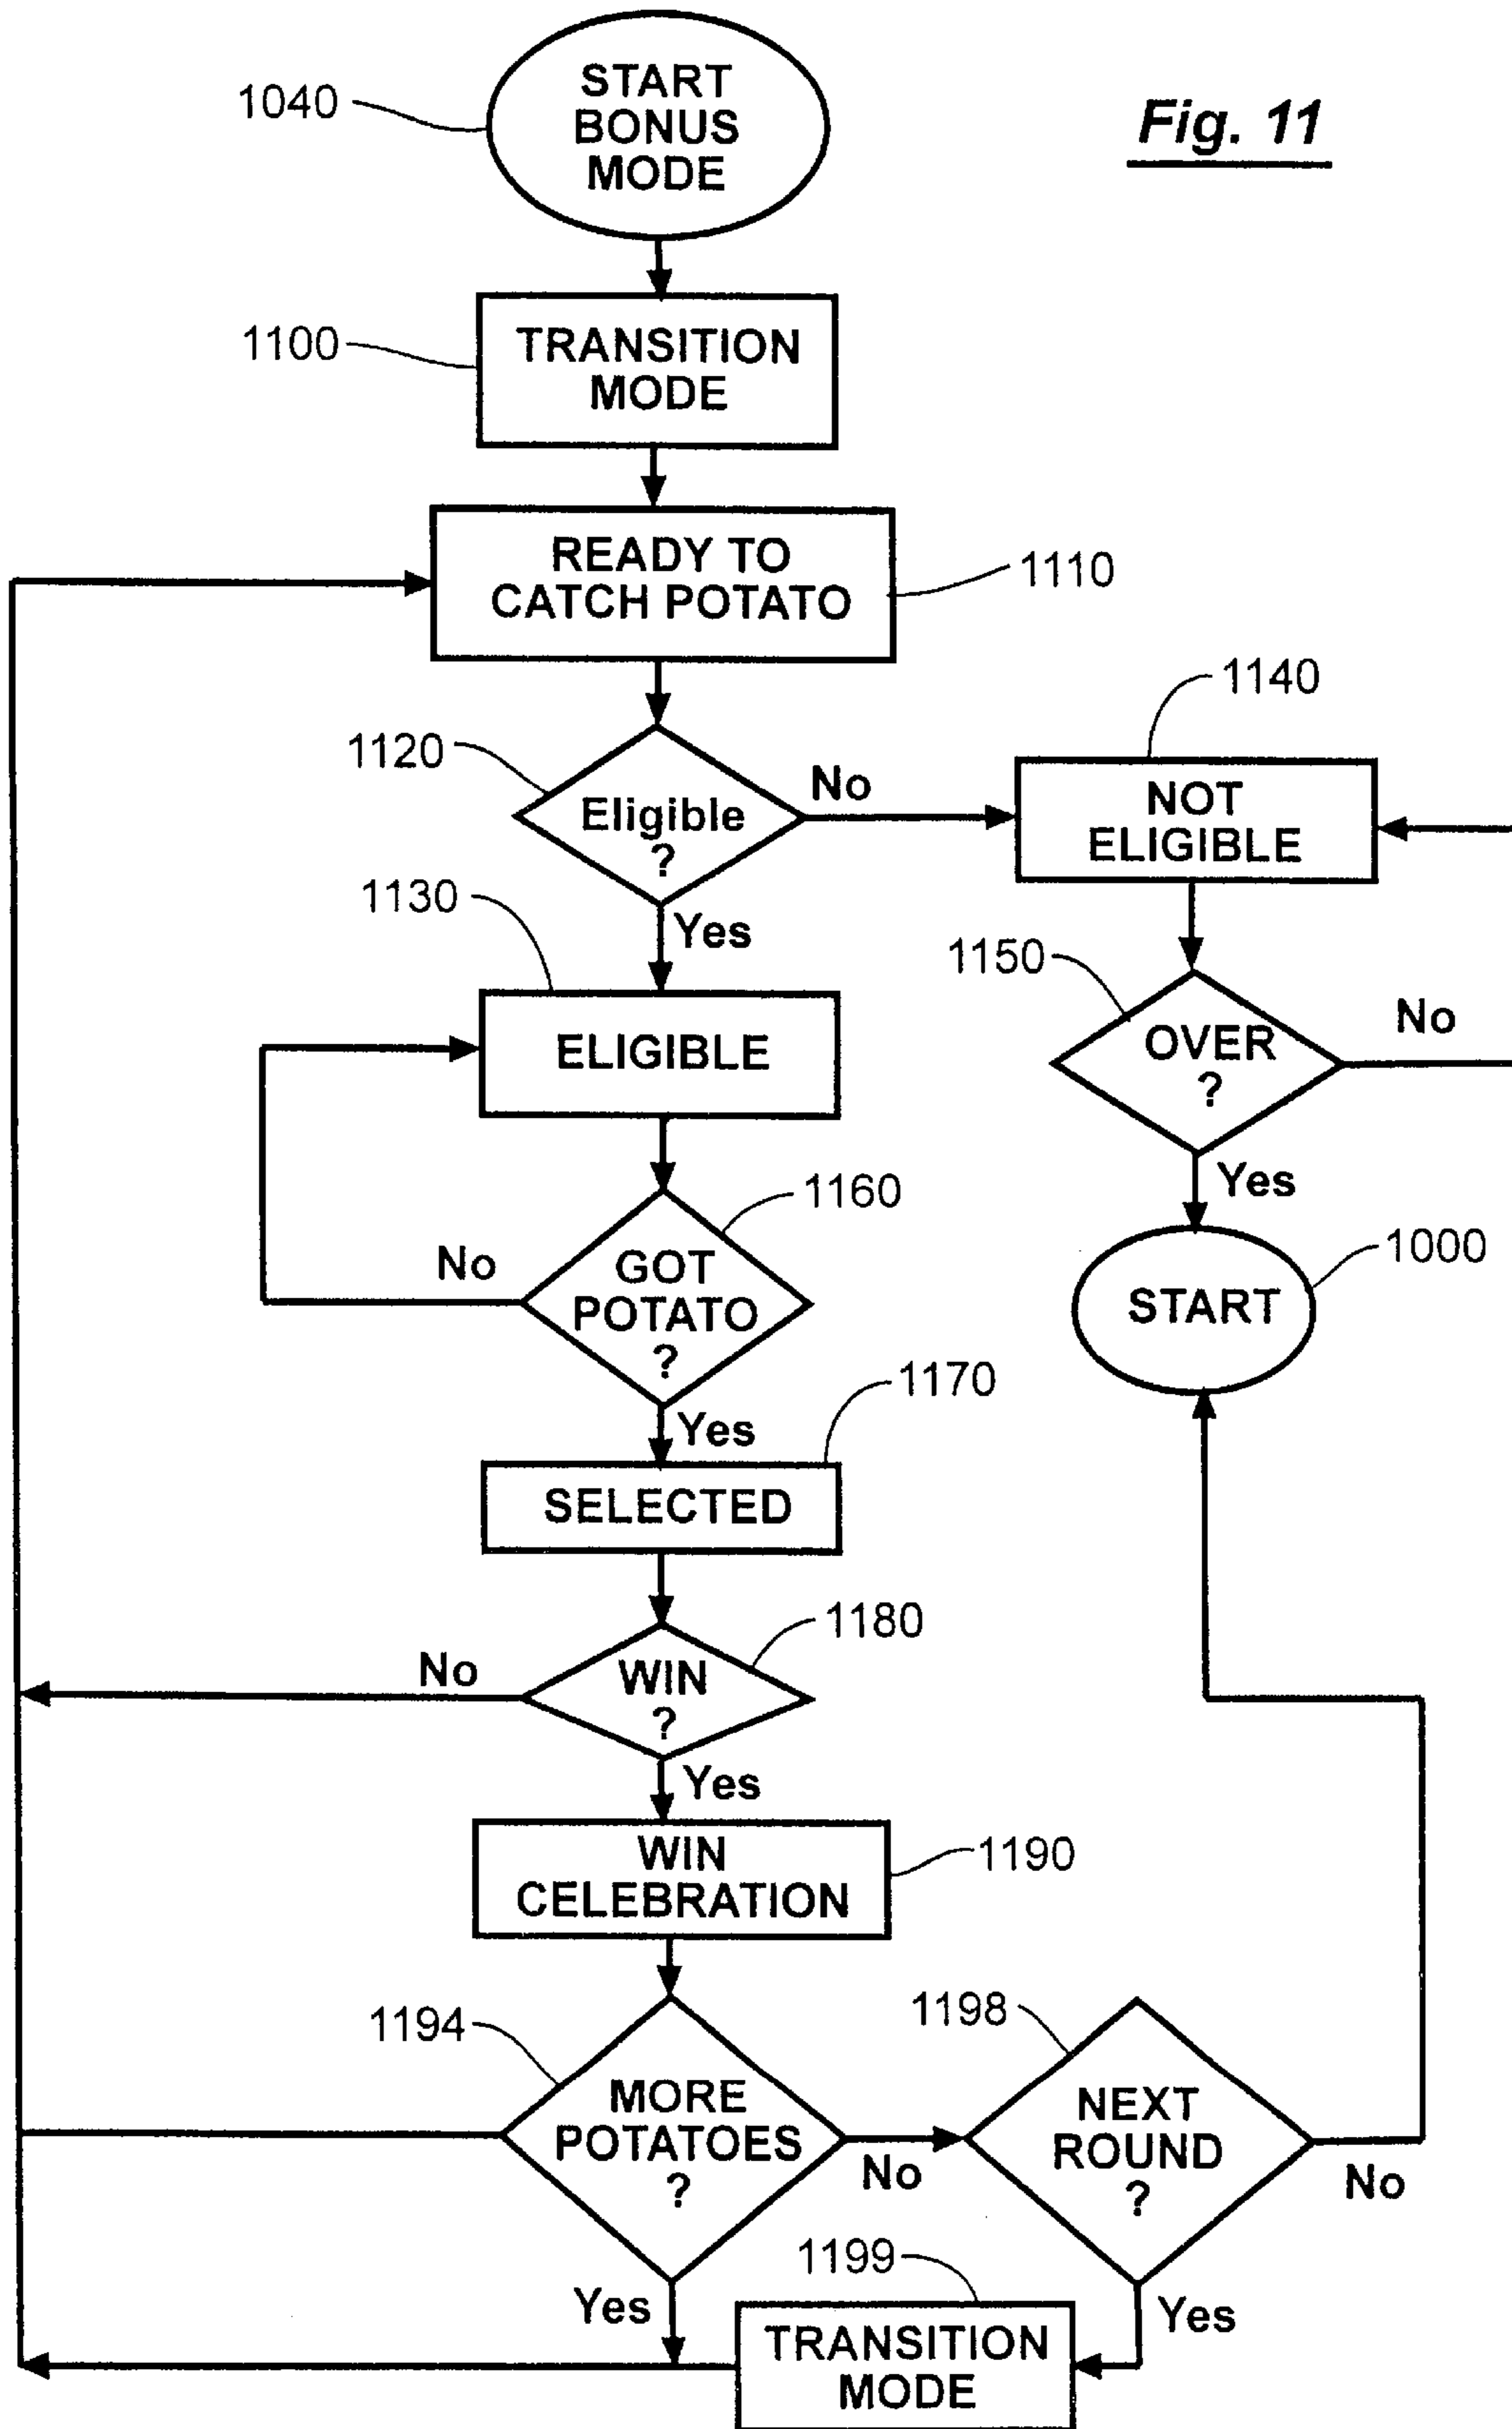 Fig. 11
1040
START
BONUS
MODE
1100
TRANSITION
MODE
READY TO
CATCH POTATO
1110
1120
Eligible
?
No
1140
NOT
ELIGIBLE
Yes
1130
ELIGIBLE
1150
OVER
?
No
Yes
1000
START
1160
GOT
POTATO
?
No
Yes
1170
SELECTED
1180
WIN
?
No
Yes
WIN
CELEBRATION
1190
1194
MORE
POTATOES
?
No
Yes
1198
NEXT
ROUND
?
No
Yes
1199
TRANSITION
MODE